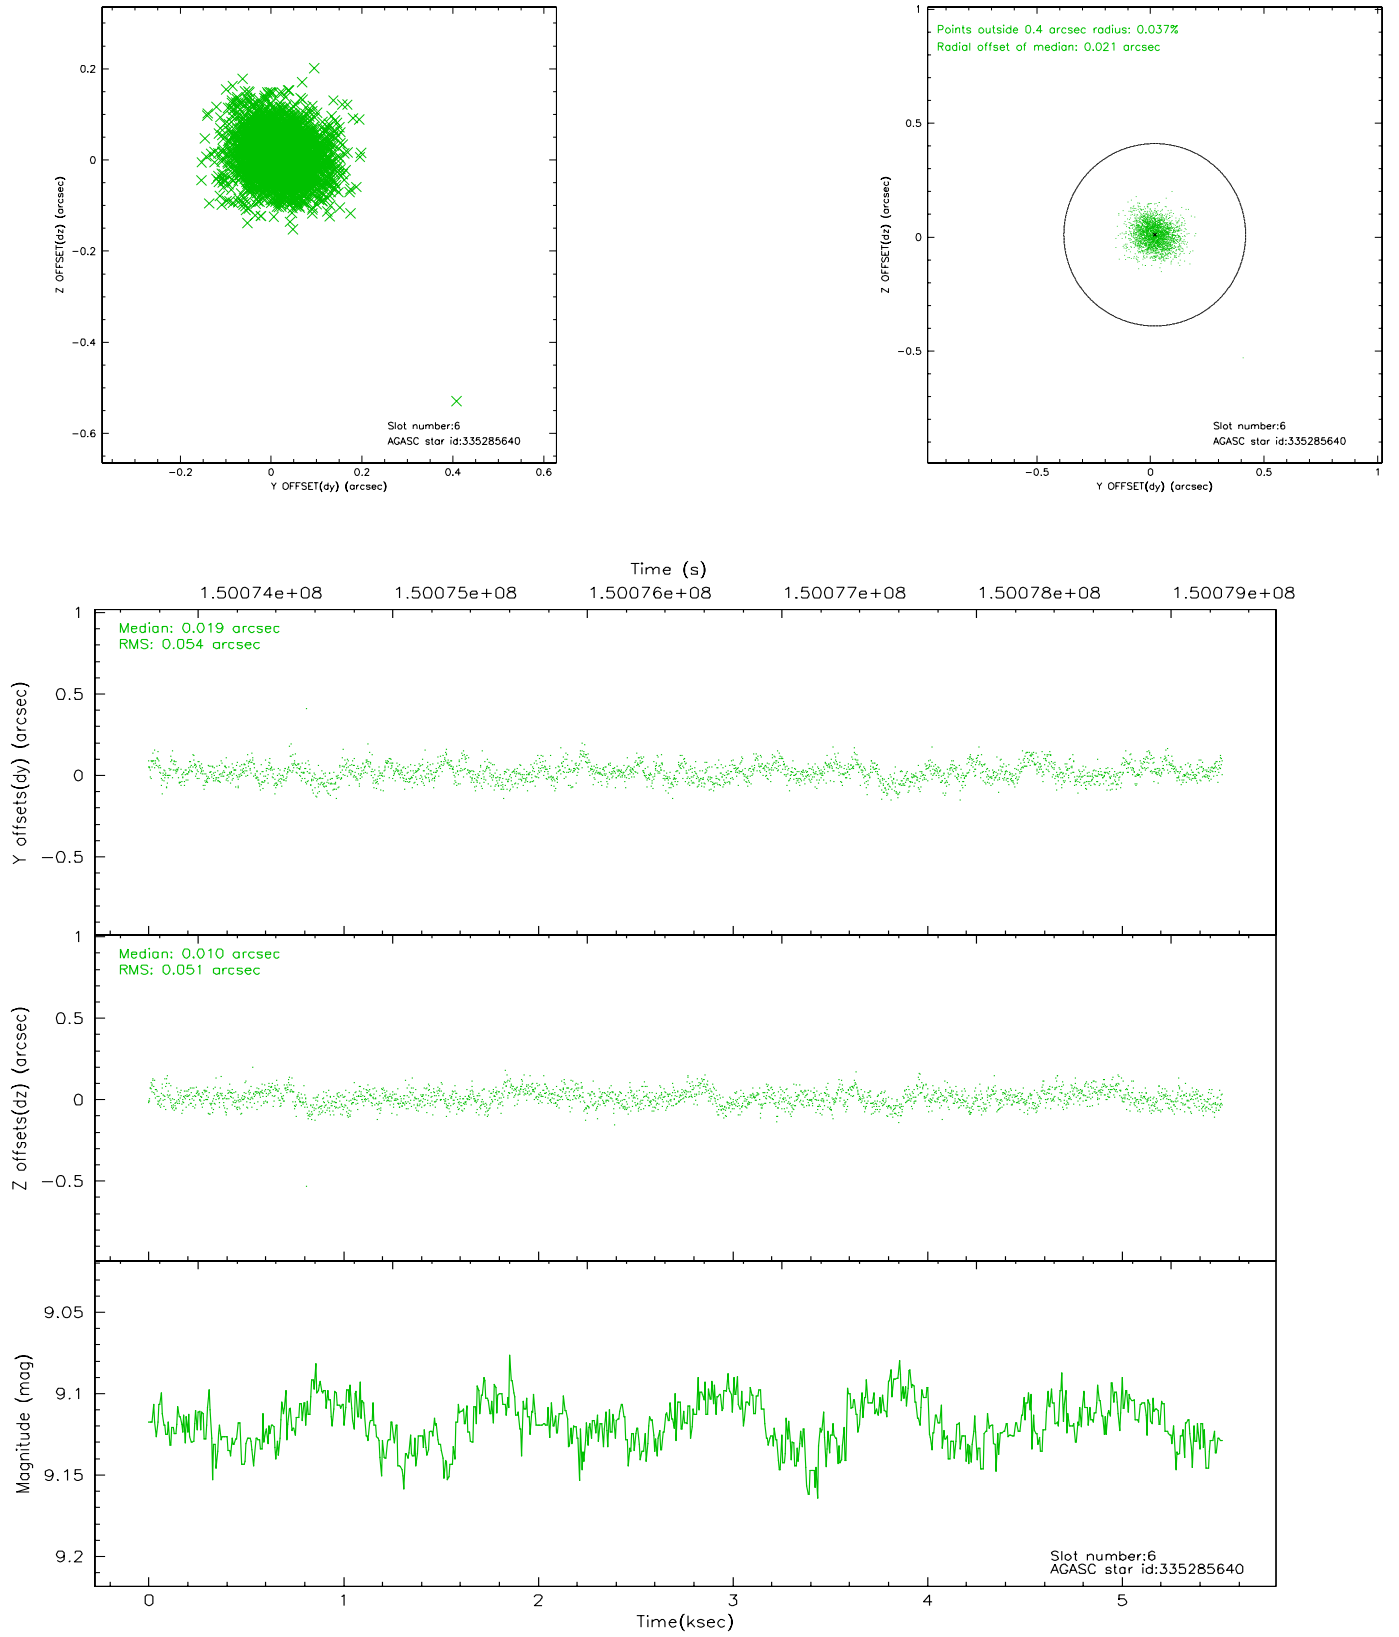 0.2
0
−0.2
−0.4
−0.6
Z OFFSET(dz) (arcsec)
Slot number:6
AGASC star id:335285640
−0.2 0 0.2 0.4 0.6
Y OFFSET(dy) (arcsec)
Points outside 0.4 arcsec radius: 0.037%
Radial offset of median: 0.021 arcsec
1
0.5
0
−0.5
Z OFFSET(dz) (arcsec)
Slot number:6
AGASC star id:335285640
−0.5 0 0.5 1
Y OFFSET(dy) (arcsec)
Time (s)
1.50074e+08 1.50075e+08 1.50076e+08 1.50077e+08 1.50078e+08 1.50079e+08
Median: 0.019 arcsec
RMS: 0.054 arcsec
1
0.5
0
−0.5
Y offsets(dy) (arcsec)
Median: 0.010 arcsec
RMS: 0.051 arcsec
1
0.5
0
−0.5
Z offsets(dz) (arcsec)
9.05
9.1
9.15
9.2
Magnitude (mag)
Slot number:6
AGASC star id:335285640
0 1 2 3 4 5
Time(ksec)